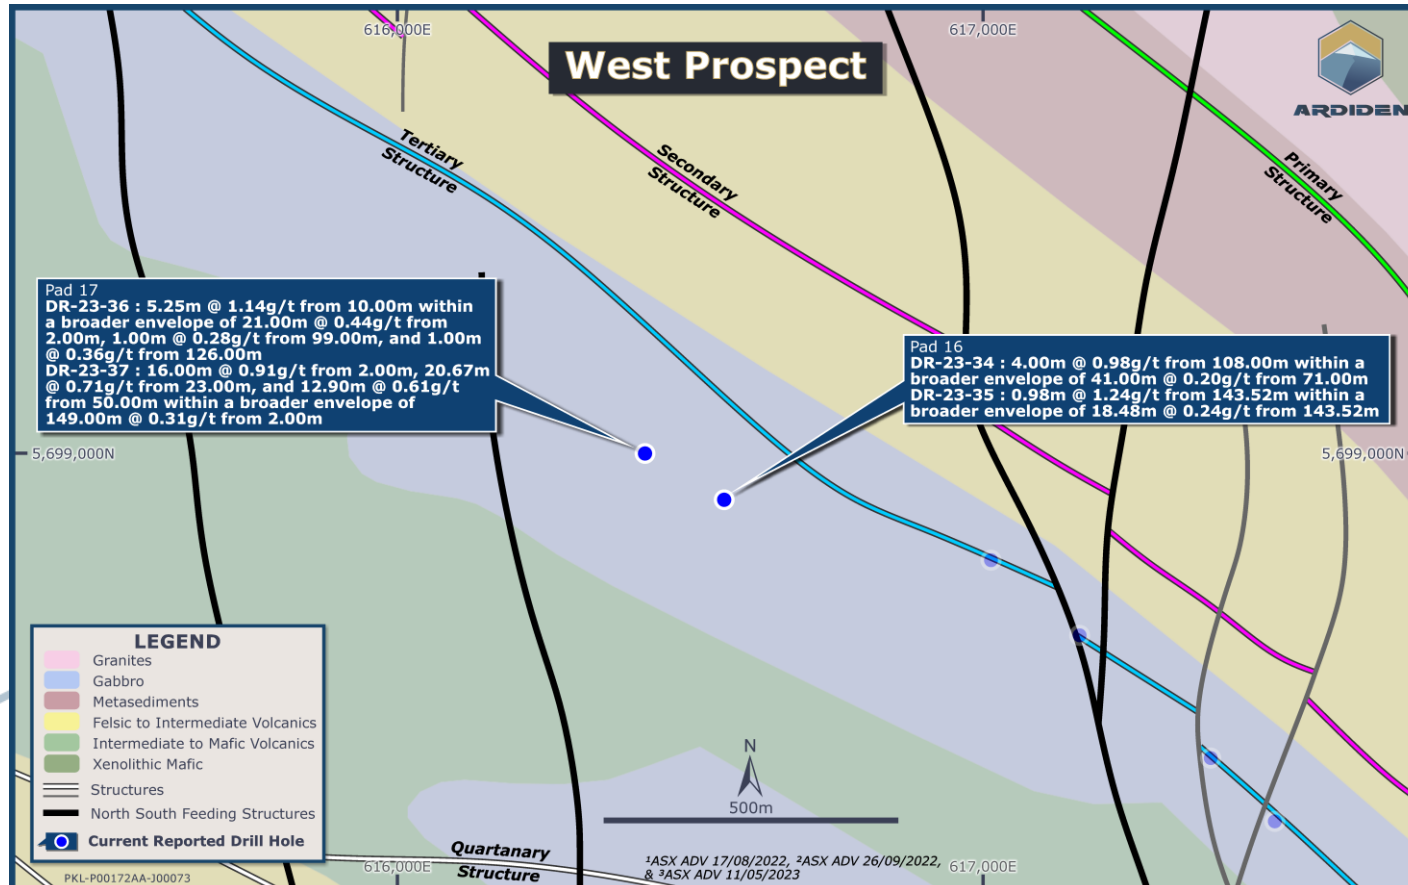 616,000E
617,000E
West Prospect
ARDIDEN
Tertiary
Structure
Secondary
Structure
Primary
Structure
Pad 17
DR-23-36 : 5.25m @ 1.14g/t from 10.00m within
a broader envelope of 21.00m @ 0.44g/t from
2.00m, 1.00m @ 0.28g/t from 99.00m, and 1.00m
@ 0.36g/t from 126.00m
DR-23-37 : 16.00m @ 0.91g/t from 2.00m, 20.67m
@ 0.71g/t from 23.00m, and 12.90m @ 0.61g/t
from 50.00m within a broader envelope of
149.00m @ 0.31g/t from 2.00m
Pad 16
DR-23-34 : 4.00m @ 0.98g/t from 108.00m within a
broader envelope of 41.00m @ 0.20g/t from 71.00m
DR-23-35 : 0.98m @ 1.24g/t from 143.52m within a
broader envelope of 18.48m @ 0.24g/t from 143.52m
5,699,000N
5,699,000N
LEGEND
Granites
Gabbro
Metasediments
Felsic to Intermediate Volcanics
Intermediate to Mafic Volcanics
Xenolithic Mafic
Structures
North South Feeding Structures
Current Reported Drill Hole
PKL-P00172AA-J00073
N
500m
Quartanary
Structure
616,000E
617,000E
¹ASX ADV 17/08/2022, ²ASX ADV 26/09/2022,
& ³ASX ADV 11/05/2023